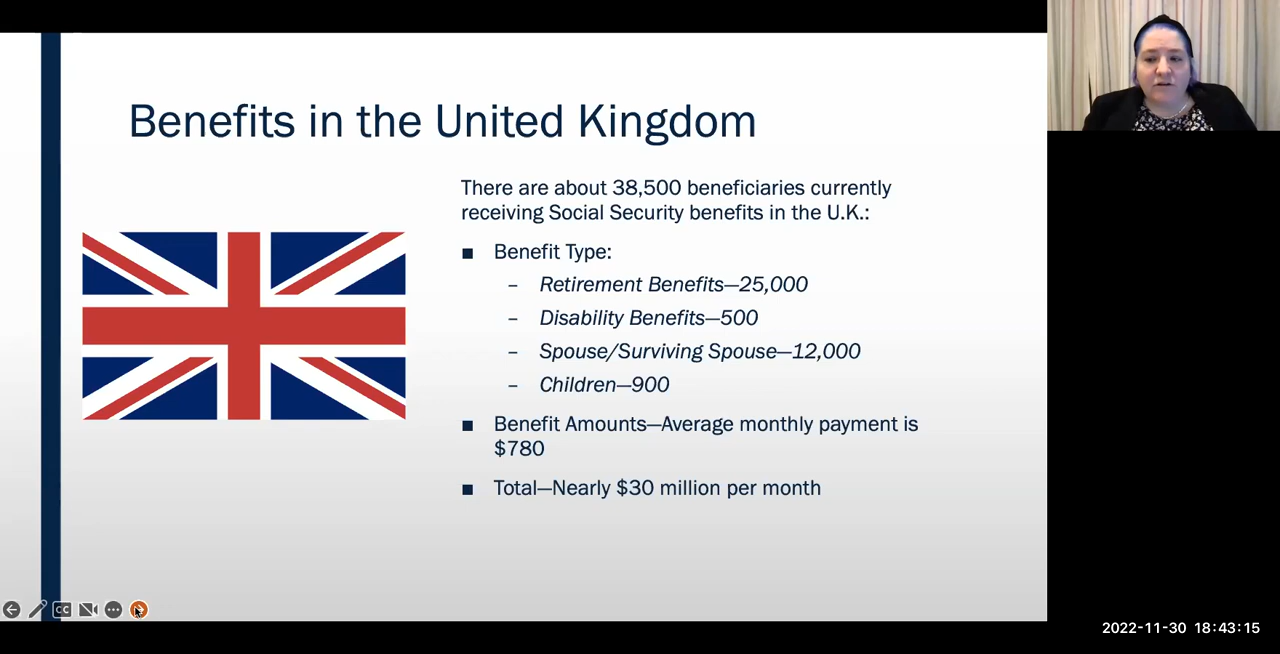 Benefits in the United Kingdom
There are about 38,500 beneficiaries currently
receiving Social Security benefits in the U.K.:
■ Benefit Type:
– Retirement Benefits—25,000
– Disability Benefits—500
– Spouse/Surviving Spouse—12,000
– Children—900
■ Benefit Amounts—Average monthly payment is
$780
■ Total—Nearly $30 million per month
CC
2022-11-30 18:43:15